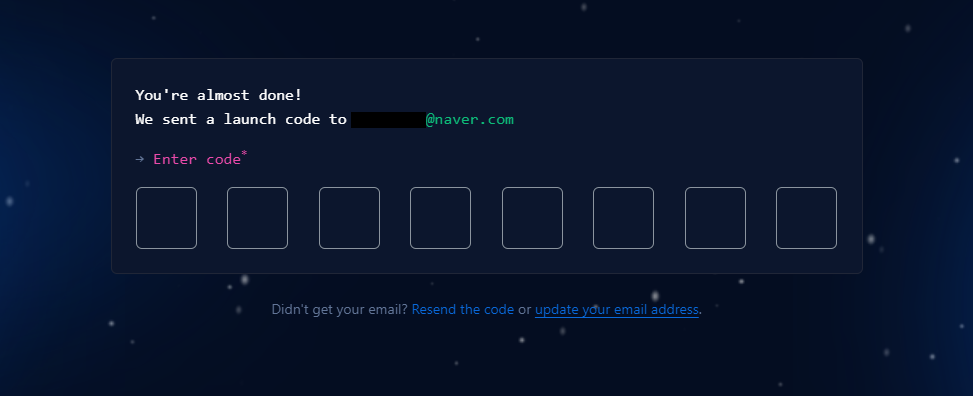 You're almost done!
We sent a launch code to @naver.com
→ Enter code*
Didn't get your email? Resend the code or update your email address.